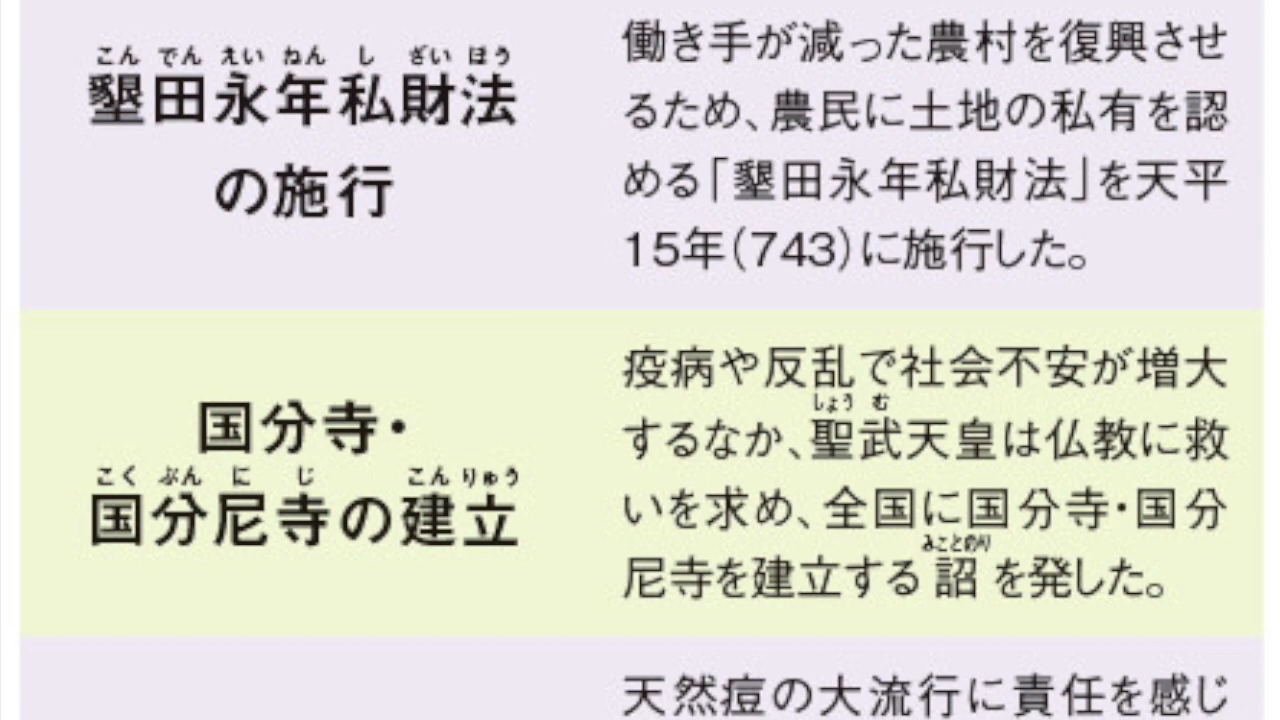 こんでんえいねんしざいほう
墾田永年私財法
の施行
働き手が減った農村を復興させ
るため、農民に土地の私有を認
める「墾田永年私財法」を天平
15年(743)に施行した。
国分寺・
こくぶんにじ こんりゅう
国分尼寺の建立
疫病や反乱で社会不安が増大
しょうむ
するなか、聖武天皇は仏教に救
いを求め、全国に国分寺・国分
みことのり
尼寺を建立する詔を発した。
天然痘の大流行に責任を感じ